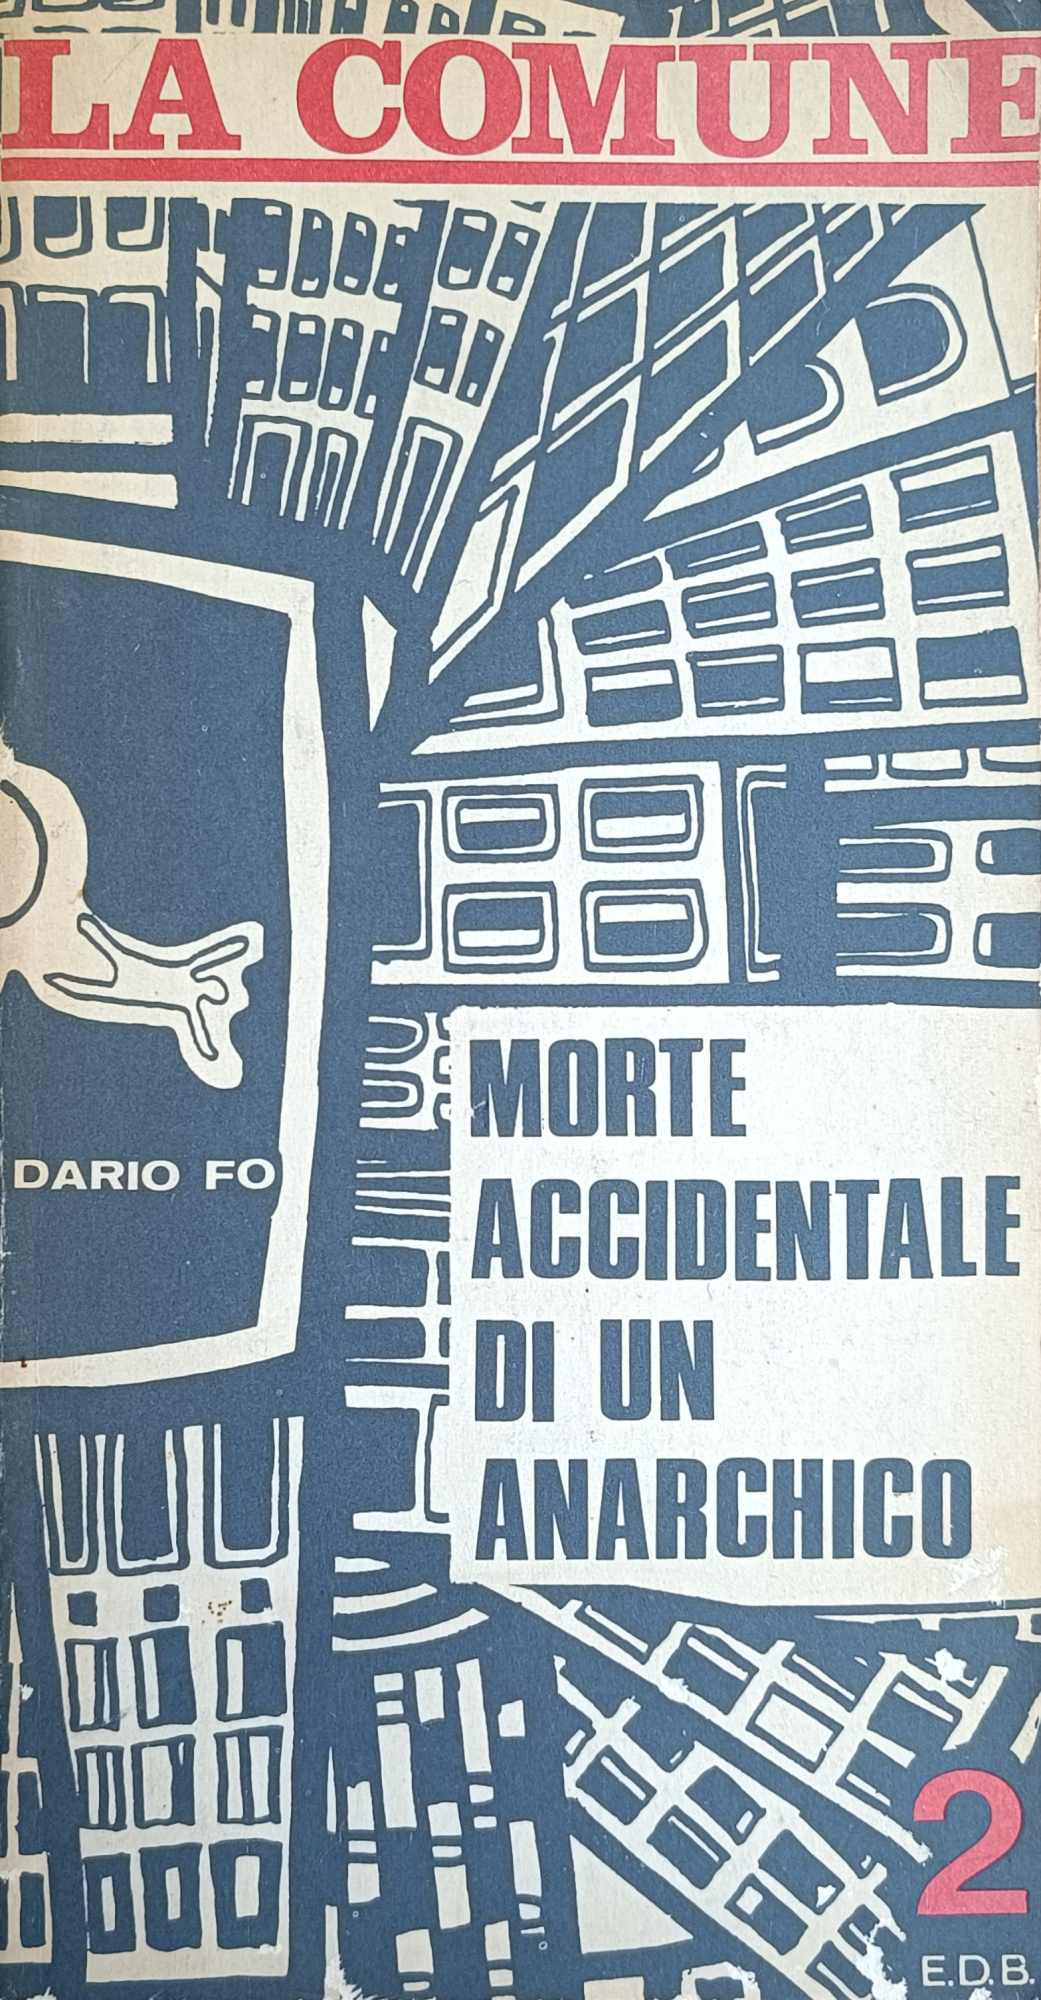 LA COMUNE
DARIO FO
MORTE
ACCIDENTALE
DI UN
ANARCHICO
2
E.D.B.